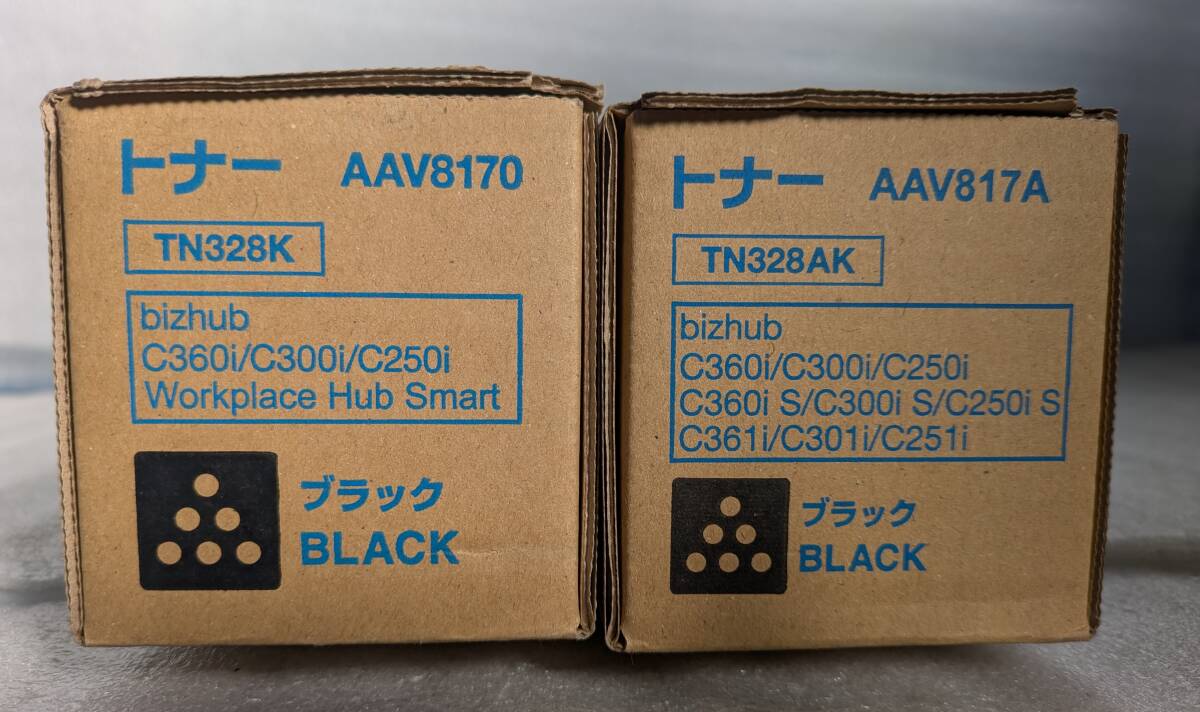 トナー AAV8170
TN328K
bizhub
C360i/C300i/C250i
Workplace Hub Smart
ブラック
BLACK
トナー AAV817A
TN328AK
bizhub
C360i/C300i/C250i
C360i S/C300i S/C250i S
C361i/C301i/C251i
ブラック
BLACK